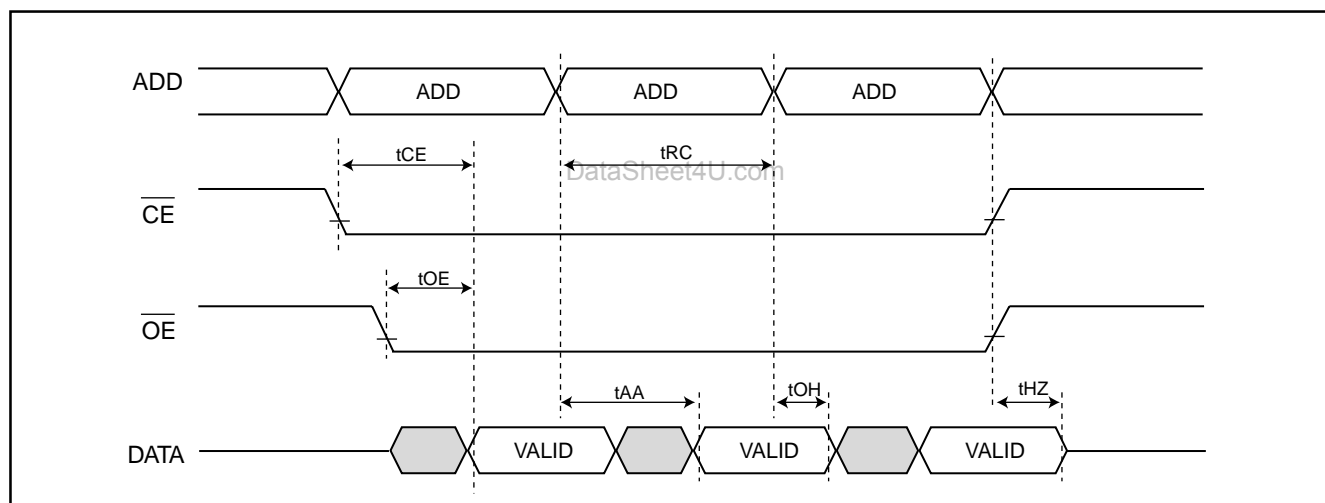 ADD ADD ADD ADD
tCE tRC
DataSheet4U.com
CE
tOE
OE
tAA tOH tHZ
DATA VALID VALID VALID